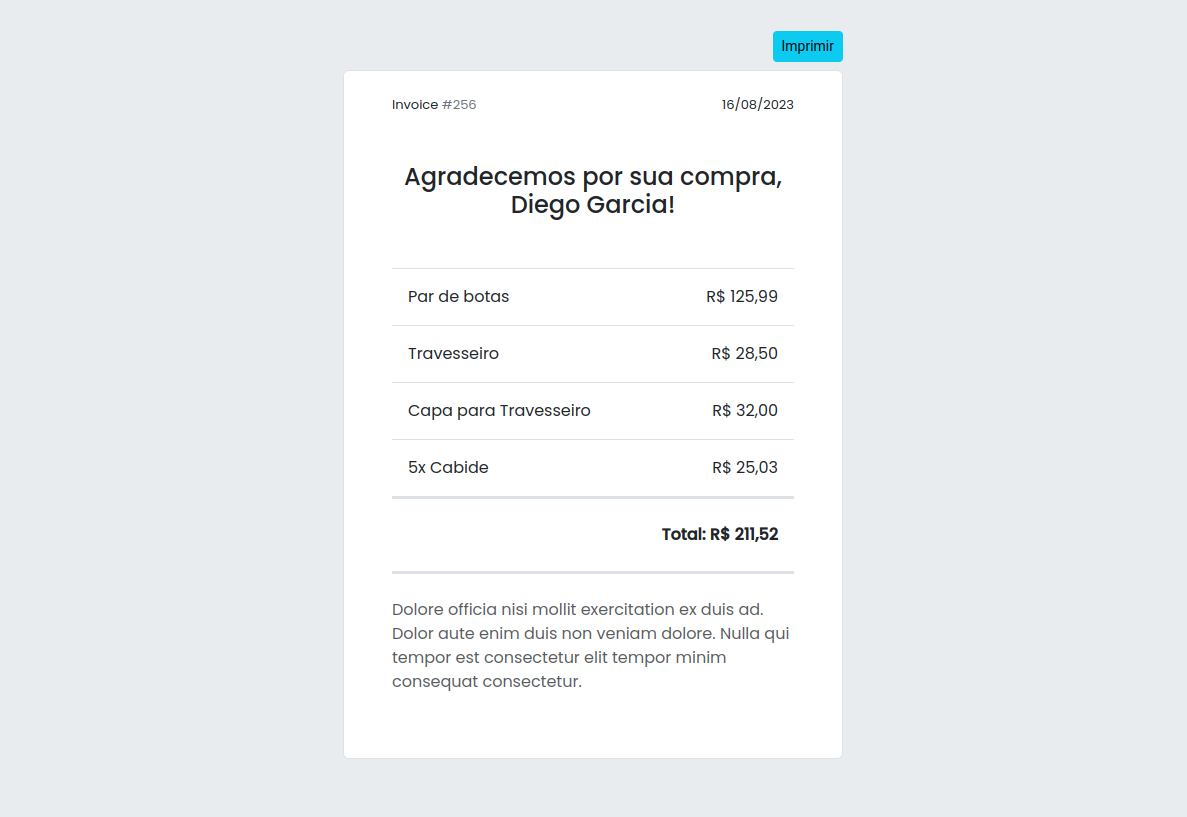 Imprimir
Invoice #256 16/08/2023
Agradecemos por sua compra,
Diego Garcia!
Par de botas R$ 125,99
Travesseiro R$ 28,50
Capa para Travesseiro R$ 32,00
5x Cabide R$ 25,03
Total: R$ 211,52
Dolore officia nisi mollit exercitation ex duis ad.
Dolor aute enim duis non veniam dolore. Nulla qui
tempor est consectetur elit tempor minim
consequat consectetur.